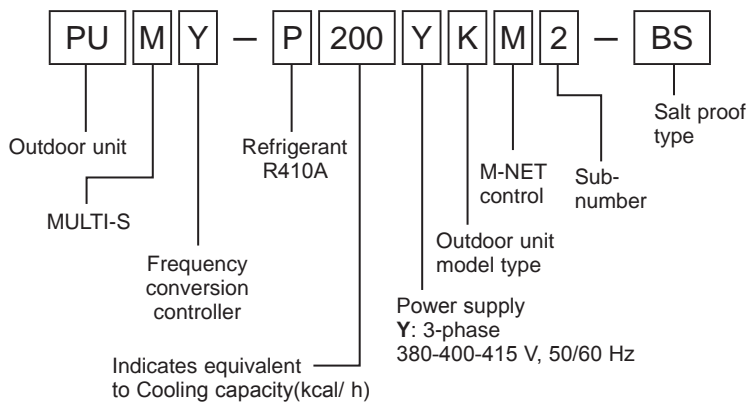 PU M Y – P 200 Y K M 2 – BS
Salt proof
type
Outdoor unit
Refrigerant
R410A
M-NET
control
Sub-
number
MULTI-S
Outdoor unit
model type
Frequency
conversion
controller
Power supply
Y: 3-phase
380-400-415 V, 50/60 Hz
Indicates equivalent
to Cooling capacity(kcal/ h)